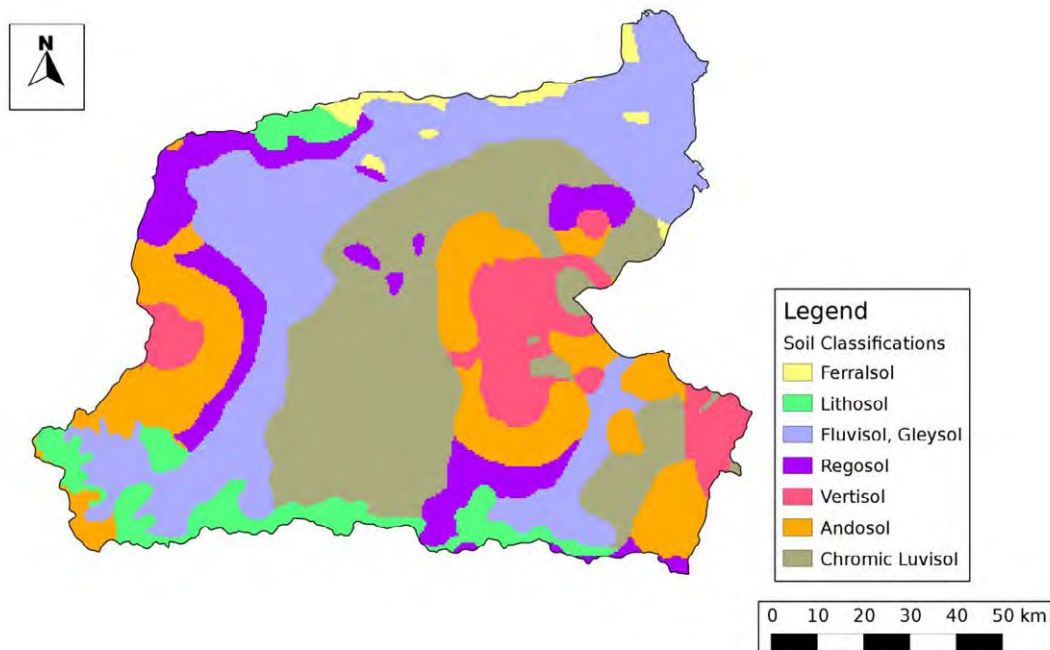 N
Legend
Soil Classifications
Ferralsol
Lithosol
Fluvisol, Gleysol
Regosol
Vertisol
Andosol
Chromic Luvisol
0 10 20 30 40 50 km